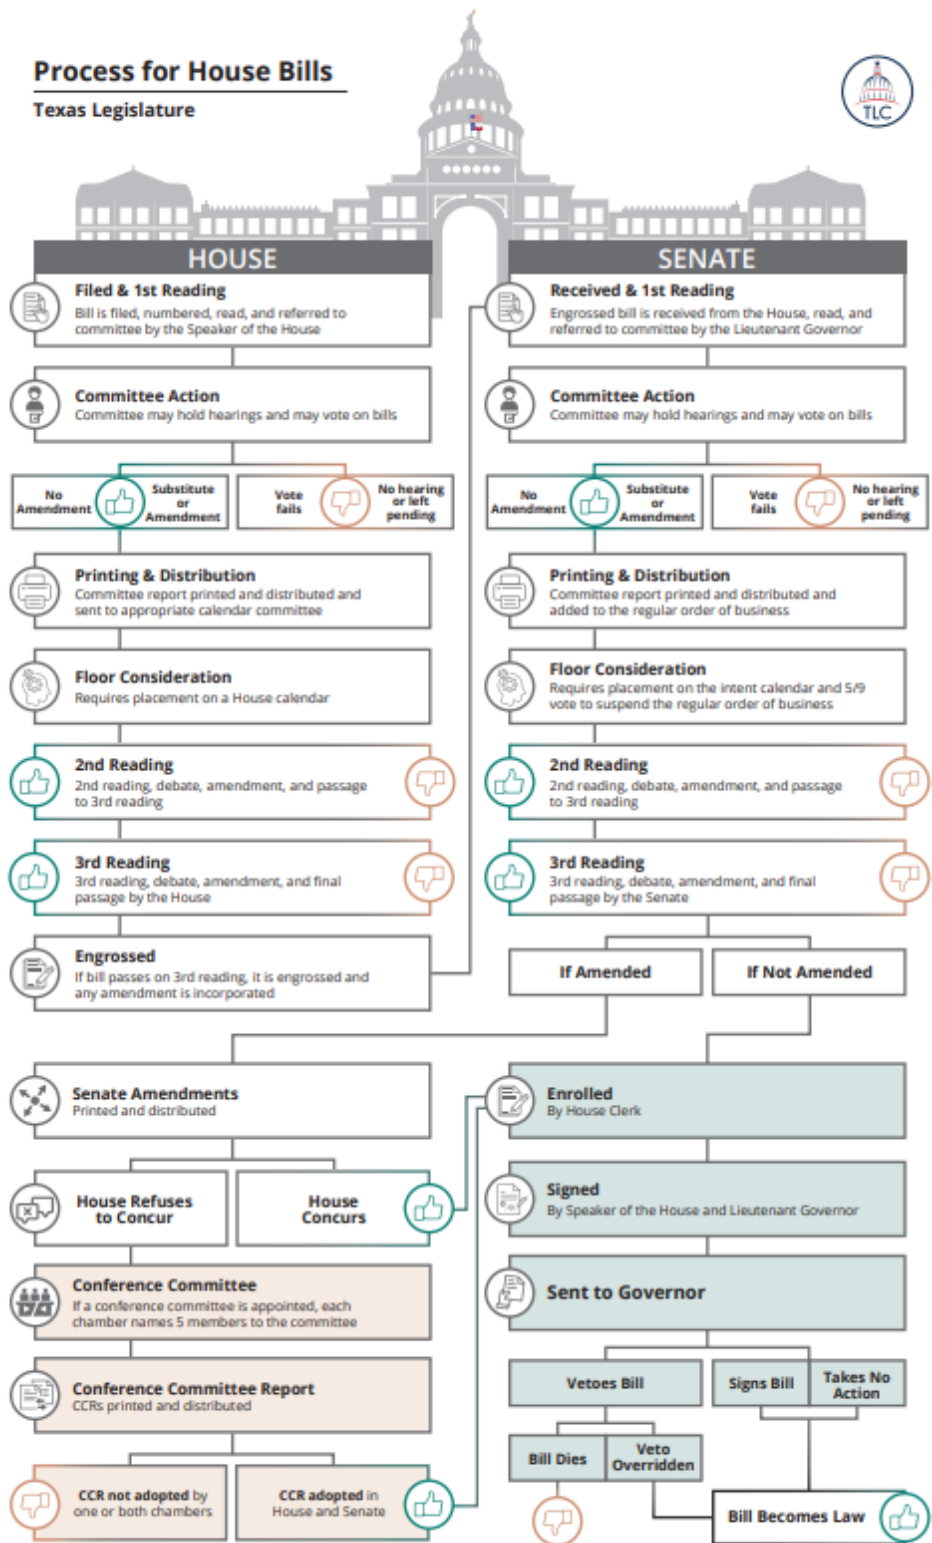 Process for House Bills
Texas Legislature
TLC
HOUSE
Filed & 1st Reading
Bill is filed, numbered, read, and referred to
committee by the Speaker of the House
Committee Action
Committee may hold hearings and may vote on bills
No
Amendment
Substitute
or
Amendment
Vote
fails
No hearing
or left
pending
Printing & Distribution
Committee report printed and distributed and
sent to appropriate calendar committee
Floor Consideration
Requires placement on a House calendar
2nd Reading
2nd reading, debate, amendment, and passage
to 3rd reading
3rd Reading
3rd reading, debate, amendment, and final
passage by the House
Engrossed
If bill passes on 3rd reading, it is engrossed and
any amendment is incorporated
SENATE
Received & 1st Reading
Engrossed bill is received from the House, read, and
referred to committee by the Lieutenant Governor
Committee Action
Committee may hold hearings and may vote on bills
No
Amendment
Substitute
or
Amendment
Vote
fails
No hearing
or left
pending
Printing & Distribution
Committee report printed and distributed and
added to the regular order of business
Floor Consideration
Requires placement on the intent calendar and 5/9
vote to suspend the regular order of business
2nd Reading
2nd reading, debate, amendment, and passage
to 3rd reading
3rd Reading
3rd reading, debate, amendment, and final
passage by the Senate
If Amended
If Not Amended
Senate Amendments
Printed and distributed
House Refuses
to Concur
House
Concurs
Conference Committee
If a conference committee is appointed, each
chamber names 5 members to the committee
Conference Committee Report
CCRs printed and distributed
CCR not adopted by
one or both chambers
CCR adopted in
House and Senate
Enrolled
By House Clerk
Signed
By Speaker of the House and Lieutenant Governor
Sent to Governor
Vetoes Bill
Signs Bill
Takes No
Action
Bill Dies
Veto
Overridden
Bill Becomes Law